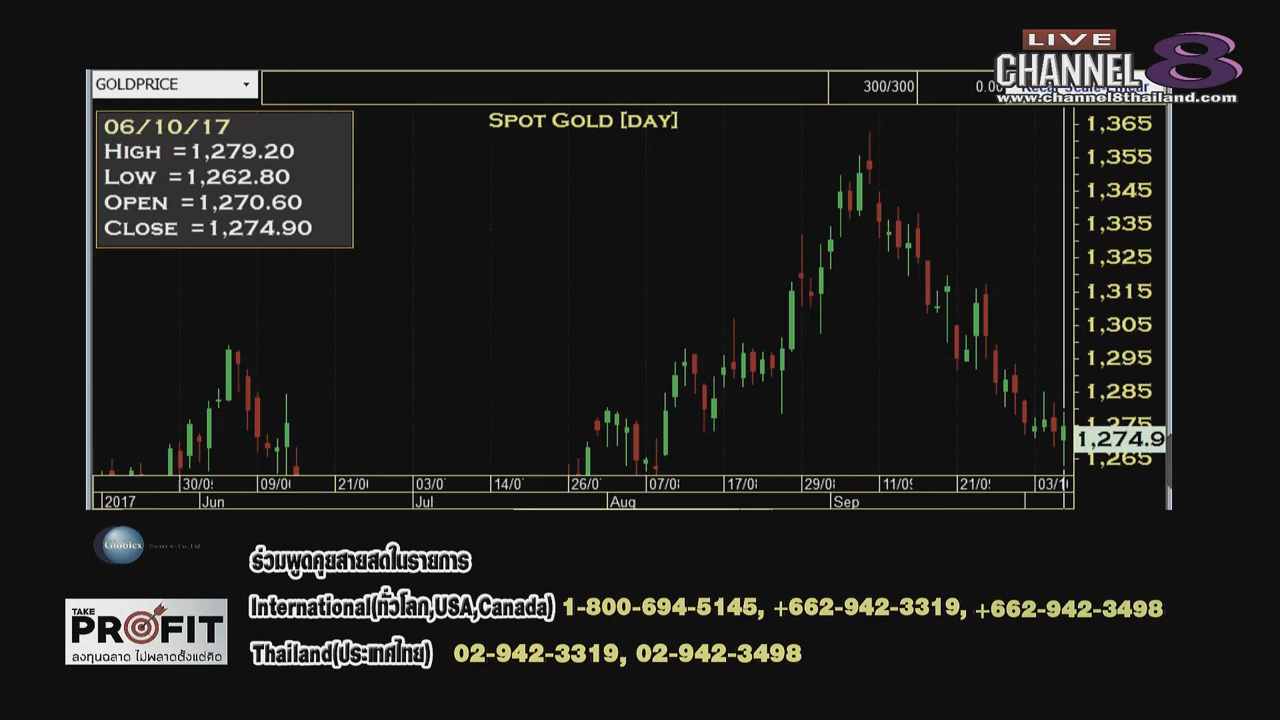 LIVE
CHANNEL 8
www.channel8thailand.com
GOLDPRICE
300/300
0.00
06/10/17
HIGH =1,279.20
LOW =1,262.80
OPEN =1,270.60
CLOSE =1,274.90
SPOT GOLD [DAY]
1,365
1,355
1,345
1,335
1,325
1,315
1,305
1,295
1,285
1,275
1,274.9
1,265
30/0 09/0 21/0 03/0 14/0 26/0 07/0 17/0 29/0 11/0 21/0 03/1
2017 Jun Jul Aug Sep
Globlex
ร่วมพูดคุยสายสดในรายการ
International(ทั่วโลก,USA,Canada) 1-800-694-5145, +662-942-3319, +662-942-3498
TAKE
PROFIT
ลงทุนฉลาด ไม่พลาดตั้งแต่คิด
Thailand(ประเทศไทย) 02-942-3319, 02-942-3498